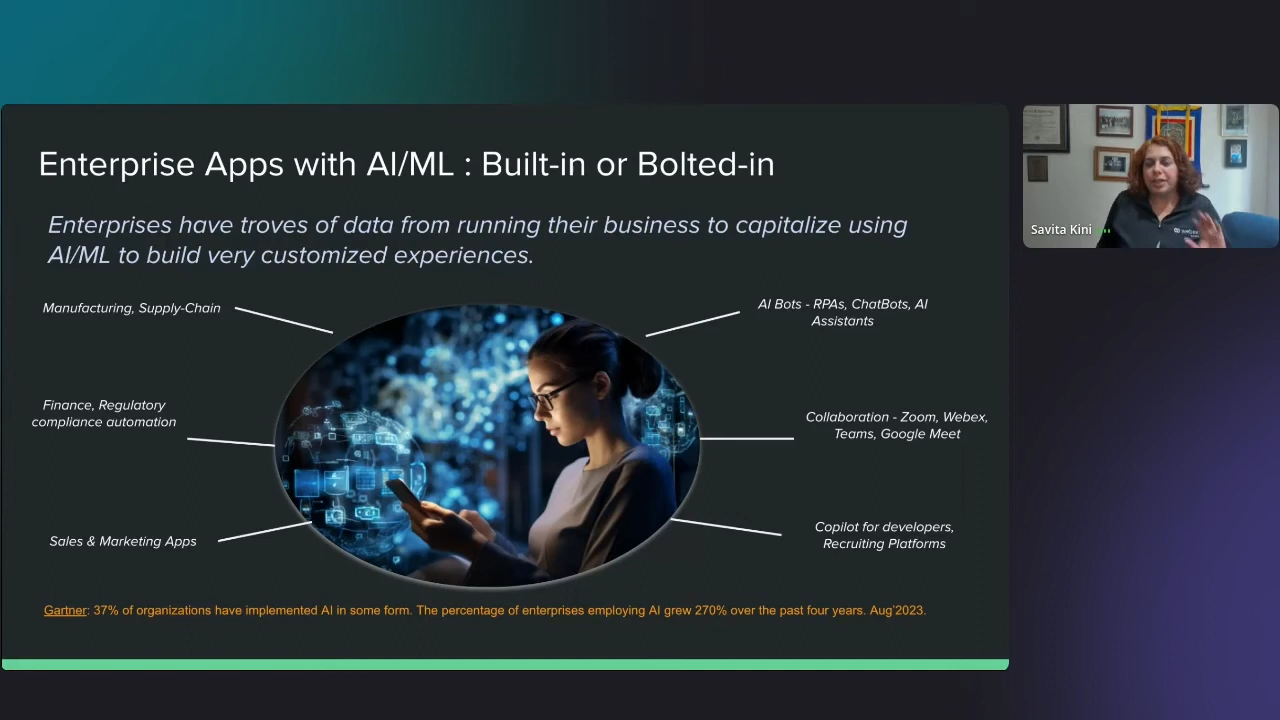 Enterprise Apps with AI/ML : Built-in or Bolted-in
Enterprises have troves of data from running their business to capitalize using
AI/ML to build very customized experiences.
Manufacturing, Supply-Chain
AI Bots - RPAs, ChatBots, AI
Assistants
Finance, Regulatory
compliance automation
Collaboration - Zoom, Webex,
Teams, Google Meet
Sales & Marketing Apps
Copilot for developers,
Recruiting Platforms
Gartner: 37% of organizations have implemented AI in some form. The percentage of enterprises employing AI grew 270% over the past four years. Aug'2023.
Savita Kini